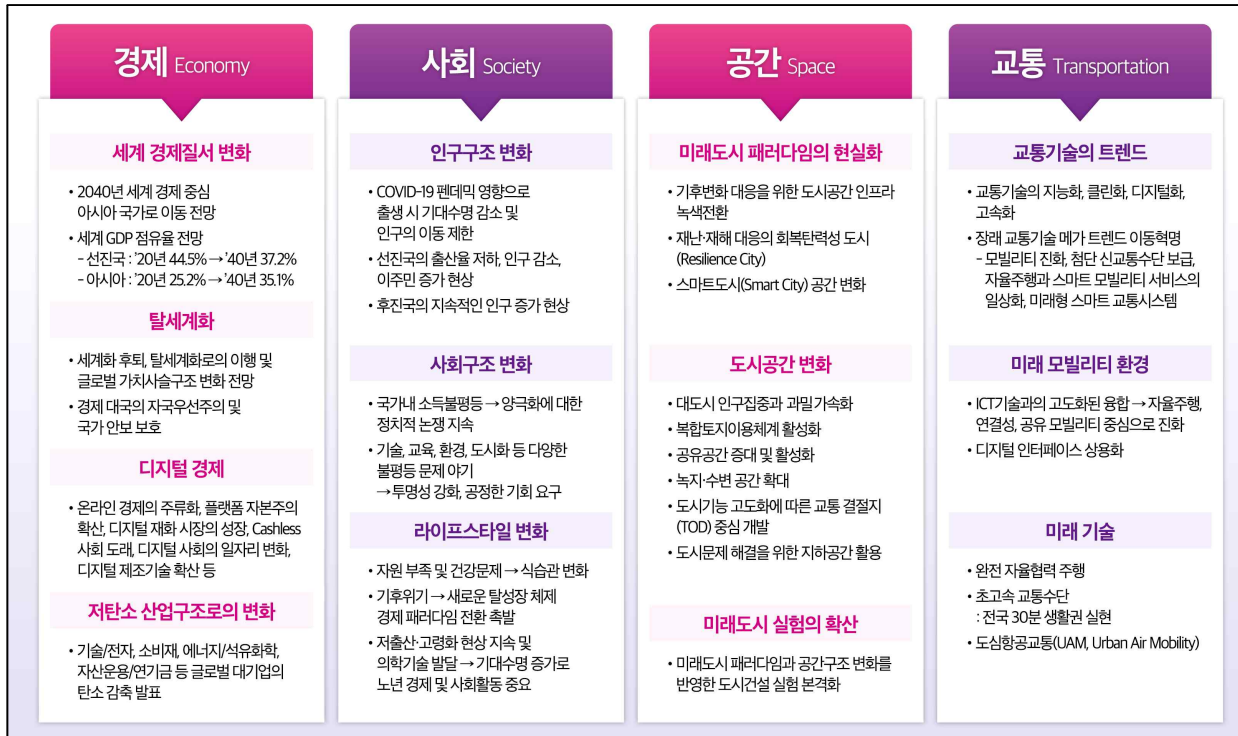 경제 Economy
세계 경제질서 변화
• 2040년 세계 경제 중심
아시아 국가로 이동 전망
• 세계 GDP 점유율 전망
- 선진국 : ’20년 44.5% → ’40년 37.2%
- 아시아 : ’20년 25.2% → ’40년 35.1%
탈세계화
• 세계화 후퇴, 탈세계화로의 이행 및
글로벌 가치사슬구조 변화 전망
• 경제 대국의 자국우선주의 및
국가 안보 보호
디지털 경제
• 온라인 경제의 주류화, 플랫폼 자본주의
확산, 디지털 재화 시장의 성장, Cashless
사회 도래, 디지털 사회의 일자리 변화,
디지털 제조기술 확산 등
저탄소 산업구조로의 변화
• 기술/전자, 소비재, 에너지/석유화학,
자산운용/연기금 등 글로벌 대기업의
탄소 감축 발표
사회 Society
인구구조 변화
• COVID-19 펜데믹 영향으로
출생 시 기대수명 감소 및
인구의 이동 제한
• 선진국의 출산율 저하, 인구 감소,
이주민 증가 현상
• 후진국의 지속적인 인구 증가 현상
사회구조 변화
• 국가내 소득불평등 → 양극화에 대한
정치적 논쟁 지속
• 기술, 교육, 환경, 도시화 등 다양한
불평등 문제 야기
→ 투명성 강화, 공정한 기회 요구
라이프스타일 변화
• 자원 부족 및 건강문제 → 식습관 변화
• 기후위기 → 새로운 탈성장 체제
경제 패러다임 전환 촉발
• 저출산·고령화 현상 지속 및
의학기술 발달 → 기대수명 증가로
노년 경제 및 사회활동 중요
공간 Space
미래도시 패러다임의 현실화
• 기후변화 대응을 위한 도시공간 인프라
녹색전환
• 재난·재해 대응의 회복탄력성 도시
(Resilience City)
• 스마트도시(Smart City) 공간 변화
도시공간 변화
• 대도시 인구집중과 과밀가속화
• 복합토지이용체계 활성화
• 공유공간 증대 및 활성화
• 녹지·수변 공간 확대
• 도시기능 고도화에 따른 교통 결절지
(TOD) 중심 개발
• 도시문제 해결을 위한 지하공간 활용
미래도시 실험의 확산
• 미래도시 패러다임과 공간구조 변화를
반영한 도시건설 실험 본격화
교통 Transportation
교통기술의 트렌드
• 교통기술의 지능화, 클린화, 디지털화,
고속화
• 장래 교통기술 메가 트렌드 이동혁명
- 모빌리티 진화, 첨단 신교통수단 보급,
자율주행과 스마트 모빌리티 서비스의
일상화, 미래형 스마트 교통시스템
미래 모빌리티 환경
• ICT기술과의 고도화된 융합 → 자율주행,
연결성, 공유 모빌리티 중심으로 진화
• 디지털 인터페이스 상용화
미래 기술
• 완전 자율협력 주행
• 초고속 교통수단
: 전국 30분 생활권 실현
• 도심항공교통(UAM, Urban Air Mobility)